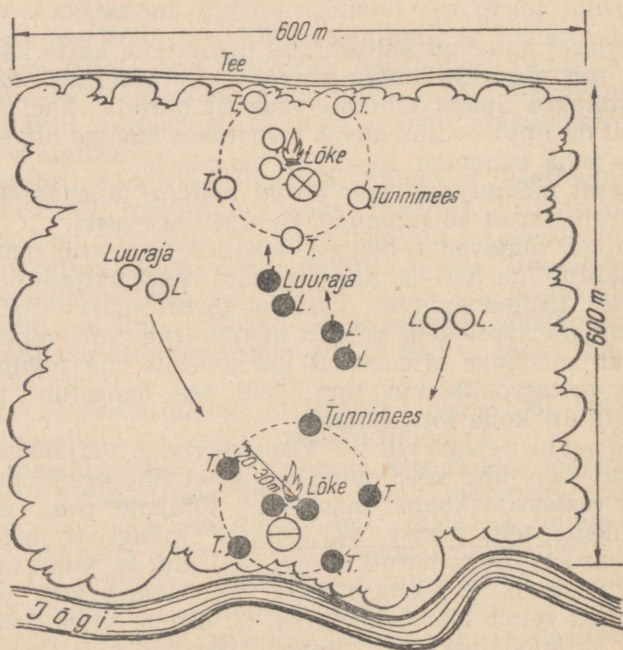 600 m
Tee
T.
T.
Lõke
T.
Tunnimees
T.
Luuraja
L.
Luuraja
L.
L.
L.
L.
600 m
Tunnimees
T.
20-30m
Lõke
T.
T.
T.
Jõgi